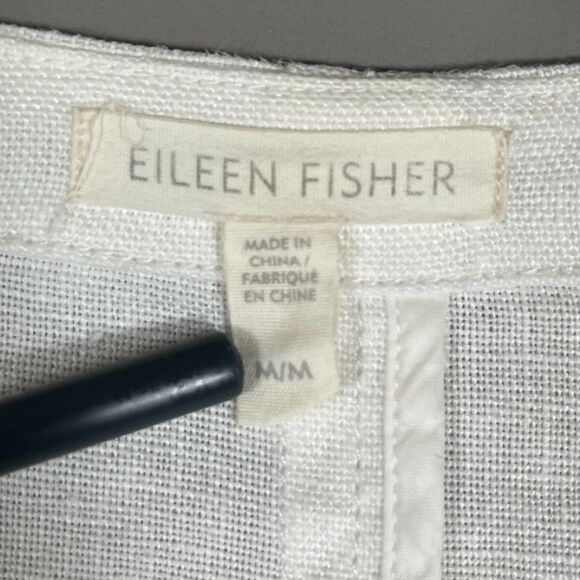 EILEEN FISHER
MADE IN
CHINA /
FABRIQUÉ
EN CHINE
M/M